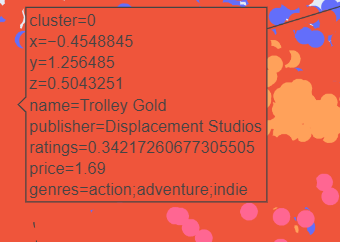 cluster=0
x=−0.4548845
y=1.256485
z=0.5043251
name=Trolley Gold
publisher=Displacement Studios
ratings=0.34217260677305505
price=1.69
genres=action;adventure;indie